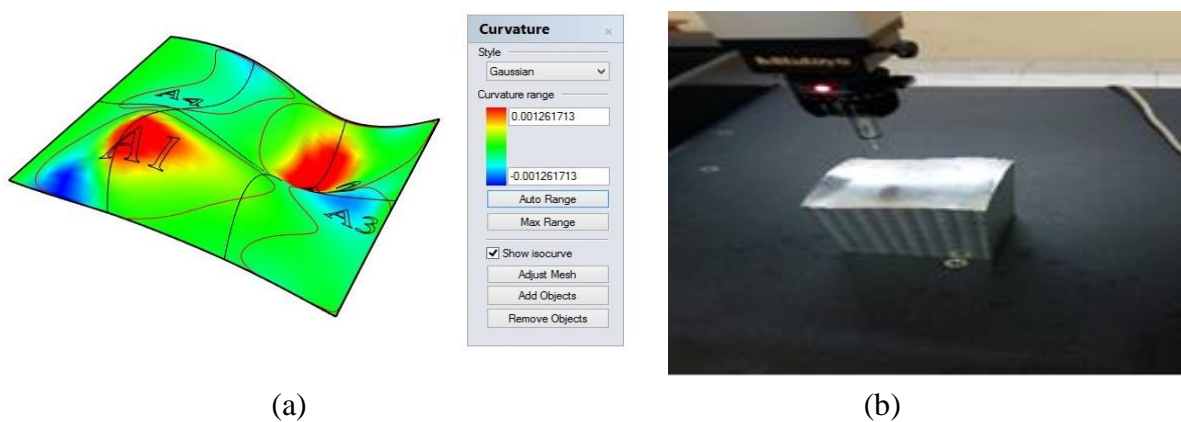 A4
A1
A3
Curvature
Style
Gaussian
Curvature range
0.001261713
-0.001261713
Auto Range
Max Range
Show isocurve
Adjust Mesh
Add Objects
Remove Objects
Mitutoyo
(a)
(b)